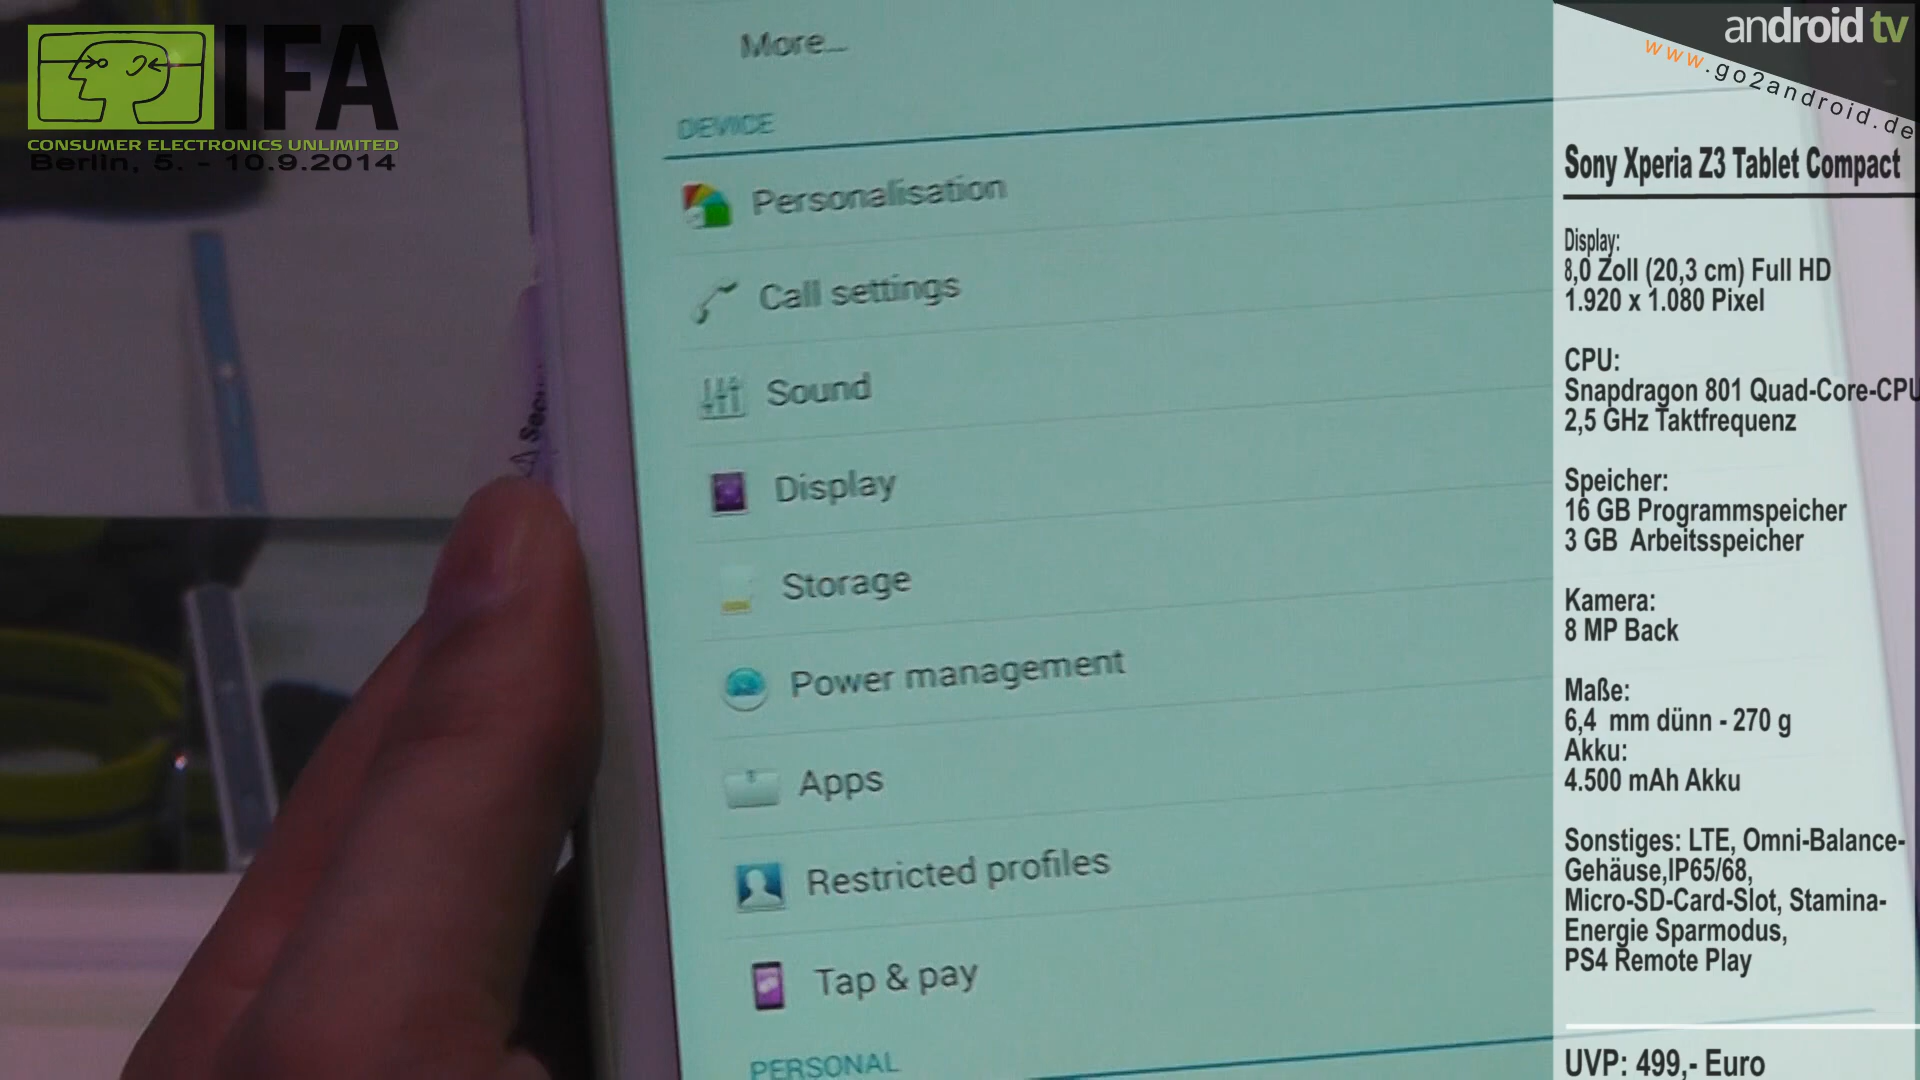 IFA
CONSUMER ELECTRONICS UNLIMITED
Berlin, 5. - 10.9.2014
More...
DEVICE
Personalisation
Call settings
Sound
Display
Storage
Power management
Apps
Restricted profiles
Tap & pay
PERSONAL
android tv
www.go2android.de
Sony Xperia Z3 Tablet Compact
Display:
8,0 Zoll (20,3 cm) Full HD
1.920 x 1.080 Pixel
CPU:
Snapdragon 801 Quad-Core-CPU
2,5 GHz Taktfrequenz
Speicher:
16 GB Programmspeicher
3 GB Arbeitsspeicher
Kamera:
8 MP Back
Maße:
6,4 mm dünn - 270 g
Akku:
4.500 mAh Akku
Sonstiges: LTE, Omni-Balance-
Gehäuse,IP65/68,
Micro-SD-Card-Slot, Stamina-
Energie Sparmodus,
PS4 Remote Play
UVP: 499,- Euro